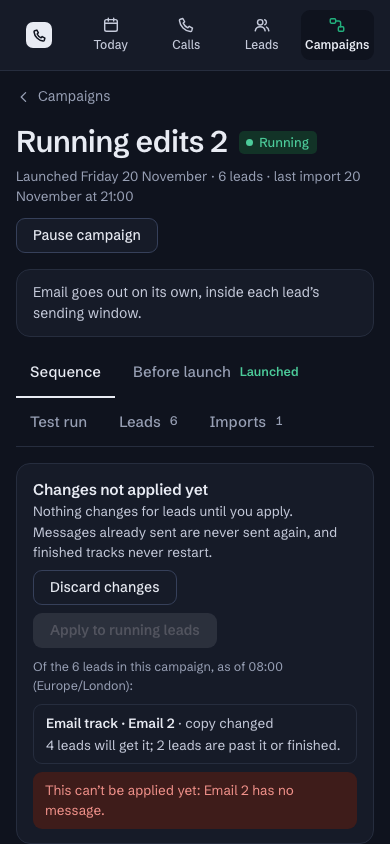 Today
Calls
Leads
Campaigns
Campaigns
Running edits 2
Running
Launched Friday 20 November · 6 leads · last import 20
November at 21:00
Pause campaign
Email goes out on its own, inside each lead's
sending window.
Sequence
Before launch Launched
Test run
Leads 6
Imports 1
Changes not applied yet
Nothing changes for leads until you apply.
Messages already sent are never sent again, and
finished tracks never restart.
Discard changes
Apply to running leads
Of the 6 leads in this campaign, as of 08:00
(Europe/London):
Email track · Email 2 · copy changed
4 leads will get it; 2 leads are past it or finished.
This can't be applied yet: Email 2 has no
message.